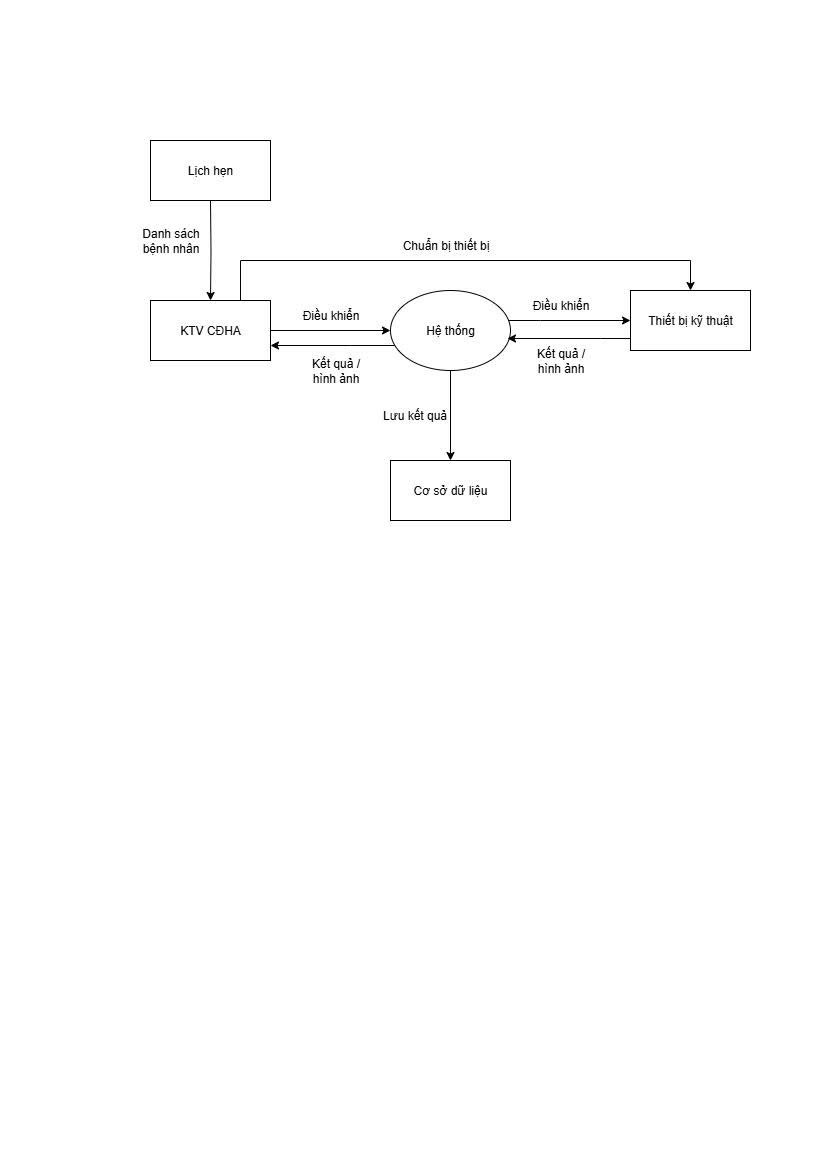 Lịch hẹn
Danh sách
bệnh nhân
Chuẩn bị thiết bị
KTV CĐHA
Điều khiển
Kết quả /
hình ảnh
Hệ thống
Điều khiển
Kết quả /
hình ảnh
Thiết bị kỹ thuật
Lưu kết quả
Cơ sở dữ liệu